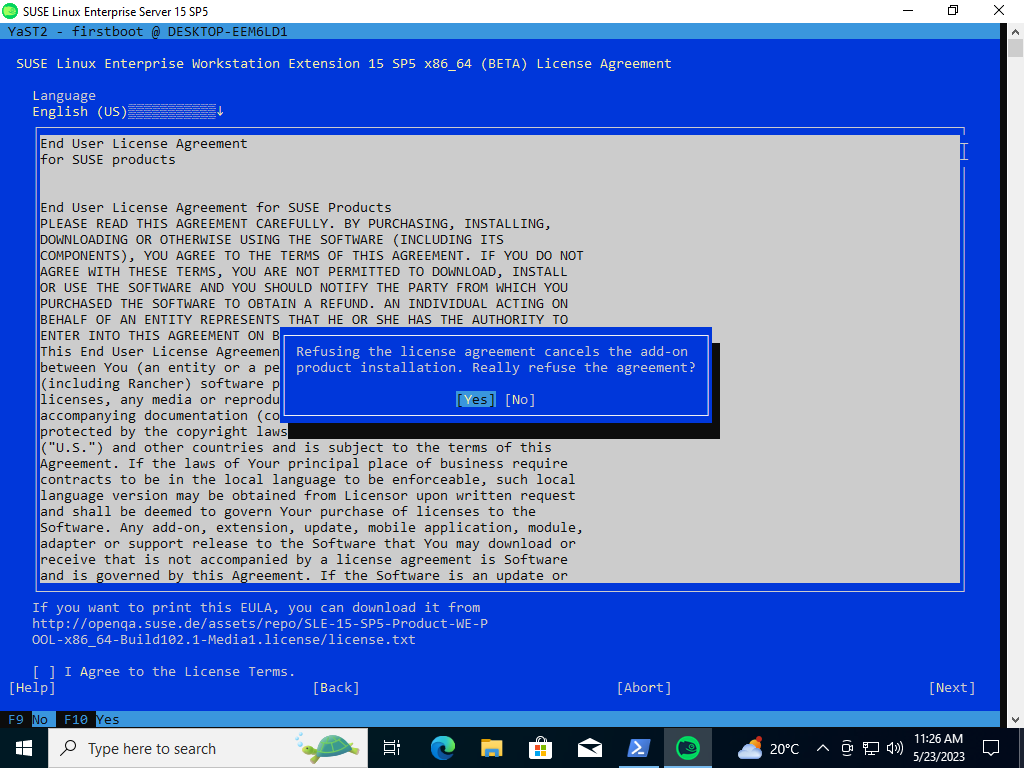 SUSE Linux Enterprise Server 15 SP5
YaST2 - firstboot @ DESKTOP-EEM6LD1
SUSE Linux Enterprise Workstation Extension 15 SP5 x86_64 (BETA) License Agreement
Language
English (US)
End User License Agreement
for SUSE products
End User License Agreement for SUSE Products
PLEASE READ THIS AGREEMENT CAREFULLY. BY PURCHASING, INSTALLING,
DOWNLOADING OR OTHERWISE USING THE SOFTWARE (INCLUDING ITS
COMPONENTS), YOU AGREE TO THE TERMS OF THIS AGREEMENT. IF YOU DO NOT
AGREE WITH THESE TERMS, YOU ARE NOT PERMITTED TO DOWNLOAD, INSTALL
OR USE THE SOFTWARE AND YOU SHOULD NOTIFY THE PARTY FROM WHICH YOU
PURCHASED THE SOFTWARE TO OBTAIN A REFUND. AN INDIVIDUAL ACTING ON
BEHALF OF AN ENTITY REPRESENTS THAT HE OR SHE HAS THE AUTHORITY TO
ENTER INTO THIS AGREEMENT ON B
This End User License Agreemen
between You (an entity or a pe
(including Rancher) software p
licenses, any media or reprodu
accompanying documentation (co
protected by the copyright laws
("U.S.") and other countries and is subject to the terms of this
Agreement. If the laws of Your principal place of business require
contracts to be in the local language to be enforceable, such local
language version may be obtained from Licensor upon written request
and shall be deemed to govern Your purchase of licenses to the
Software. Any add-on, extension, update, mobile application, module,
adapter or support release to the Software that You may download or
receive that is not accompanied by a license agreement is Software
and is governed by this Agreement. If the Software is an update or
Refusing the license agreement cancels the add-on
product installation. Really refuse the agreement?
[Yes] [No]
If you want to print this EULA, you can download it from
http://openqa.suse.de/assets/repo/SLE-15-SP5-Product-WE-P
OOL-x86_64-Build102.1-Media1.license/license.txt
[ ] I Agree to the License Terms.
[Help] [Back] [Abort] [Next]
F9 No F10 Yes
Type here to search
20°C
11:26 AM
5/23/2023